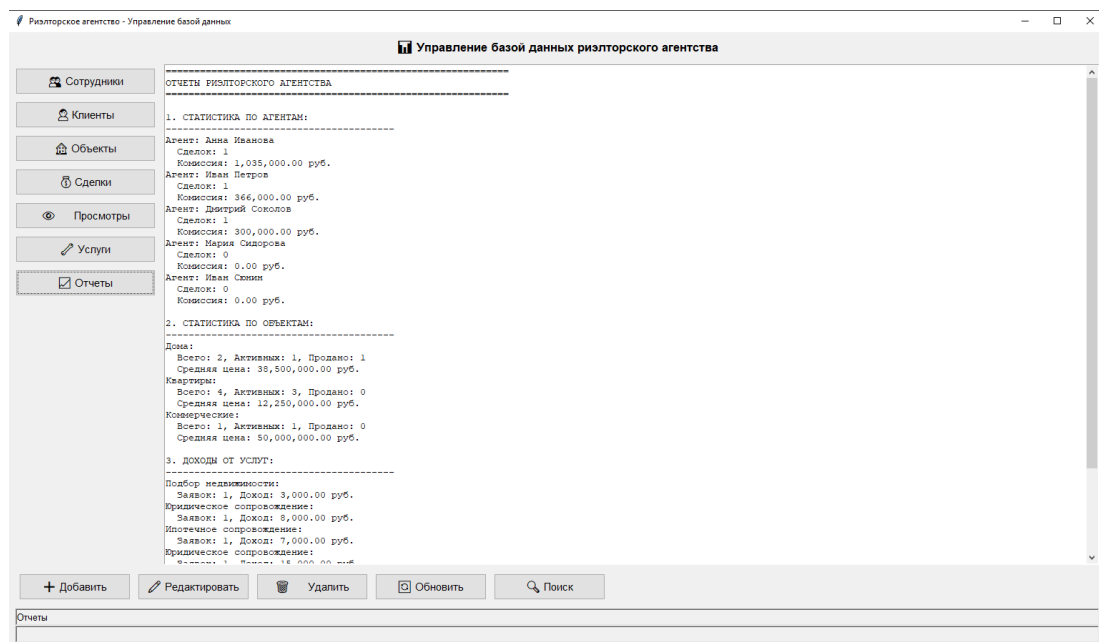 Риэлторское агентство - Управление базой данных
Управление базой данных риэлторского агентства
Сотрудники
Клиенты
Объекты
Сделки
Просмотры
Услуги
Отчеты
============================================================
ОТЧЕТЫ РИЭЛТОРСКОГО АГЕНТСТВА
============================================================
1. СТАТИСТИКА ПО АГЕНТАМ:
----------------------------------------
Агент: Анна Иванова
Сделок: 1
Комиссия: 1,035,000.00 руб.
Агент: Иван Петров
Сделок: 1
Комиссия: 366,000.00 руб.
Агент: Дмитрий Соколов
Сделок: 1
Комиссия: 300,000.00 руб.
Агент: Мария Сидорова
Сделок: 0
Комиссия: 0.00 руб.
Агент: Иван Сюнин
Сделок: 0
Комиссия: 0.00 руб.
2. СТАТИСТИКА ПО ОБЪЕКТАМ:
----------------------------------------
Дома:
Всего: 2, Активных: 1, Продано: 1
Средняя цена: 38,500,000.00 руб.
Квартиры:
Всего: 4, Активных: 3, Продано: 0
Средняя цена: 12,250,000.00 руб.
Коммерческие:
Всего: 1, Активных: 1, Продано: 0
Средняя цена: 50,000,000.00 руб.
3. ДОХОДЫ ОТ УСЛУГ:
----------------------------------------
Подбор недвижимости:
Заявок: 1, Доход: 3,000.00 руб.
Юридическое сопровождение:
Заявок: 1, Доход: 8,000.00 руб.
Ипотечное сопровождение:
Заявок: 1, Доход: 7,000.00 руб.
Юридическое сопровождение:
Заявок: 1, Доход: 15,000.00 руб.
Добавить
Редактировать
Удалить
Обновить
Поиск
Отчеты